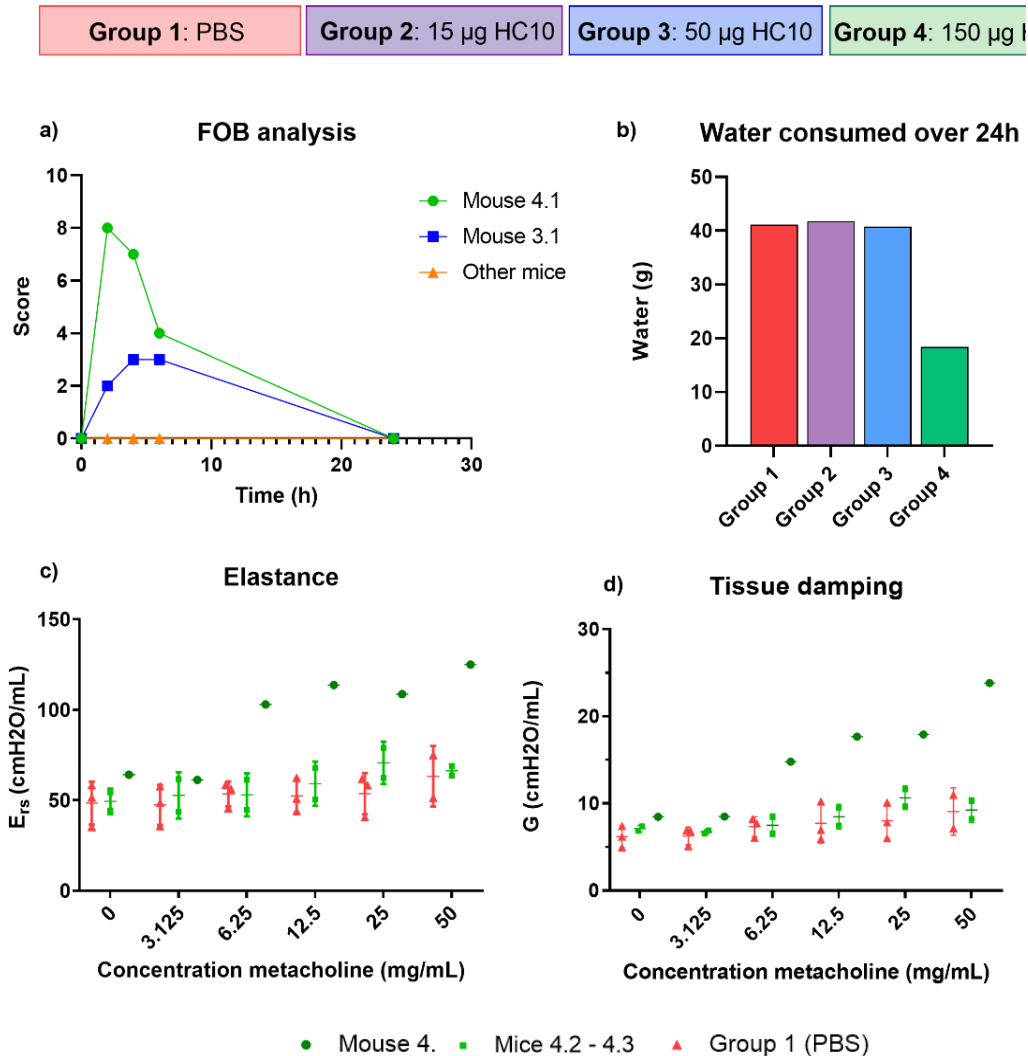 Group 1: PBS
Group 2: 15 µg HC10
Group 3: 50 µg HC10
Group 4: 150 µg H
a)
FOB analysis
10
8
6
4
2
0
Score
0
10
20
30
Time (h)
Mouse 4.1
Mouse 3.1
Other mice
b)
Water consumed over 24h
50
40
30
20
10
0
Water (g)
Group 1
Group 2
Group 3
Group 4
c)
Elastance
150
100
50
0
Ers (cmH2O/mL)
0
3.125
6.25
12.5
25
50
Concentration metacholine (mg/mL)
d)
Tissue damping
30
20
10
0
G (cmH2O/mL)
0
3.125
6.25
12.5
25
50
Concentration metacholine (mg/mL)
Mouse 4.
Mice 4.2 - 4.3
Group 1 (PBS)